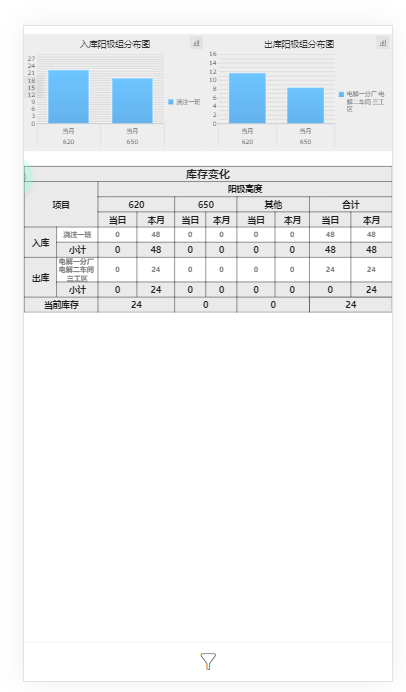 入库阳极组分布图
27
24
21
18
15
12
9
6
3
0
当月
当月
620
650
浇注一班
出库阳极组分布图
16
14
12
10
8
6
4
2
0
当月
当月
620
650
电解一分厂 电
解二车间 三工
区
库存变化
项目
阳极高度
620 650 其他 合计
当日 本月 当日 本月 当日 本月 当日 本月
入库
浇注一班 0 48 0 0 0 0 48 48
小计 0 48 0 0 0 0 48 48
出库
电解一分厂
电解二车间 0 24 0 0 0 0 24 24
三工区
小计 0 24 0 0 0 0 0 24
当前库存 24 0 0 24